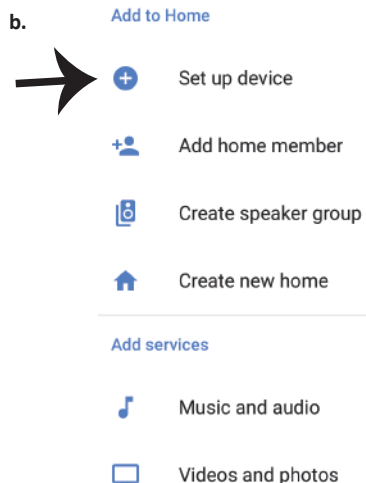 Add to Home
b.
Set up device
Add home member
Create speaker group
Create new home
Add services
Music and audio
Videos and photos